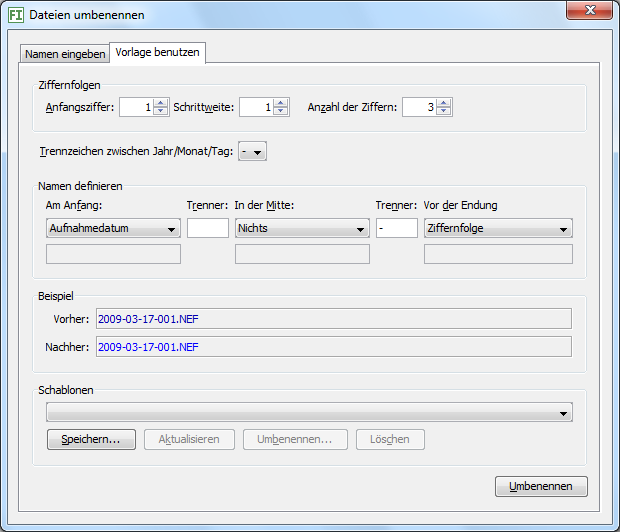 FI Dateien umbenennen
Namen eingeben Vorlage benutzen
Ziffernfolgen
Anfangsziffer: 1 Schrittweite: 1 Anzahl der Ziffern: 3
Trennzeichen zwischen Jahr/Monat/Tag: -
Namen definieren
Am Anfang: Trenner: In der Mitte: Trenner: Vor der Endung
Aufnahmedatum Nichts - Ziffernfolge
Beispiel
Vorher: 2009-03-17-001.NEF
Nachher: 2009-03-17-001.NEF
Schablonen
Speichern... Aktualisieren Umbenennen... Löschen
Umbenennen